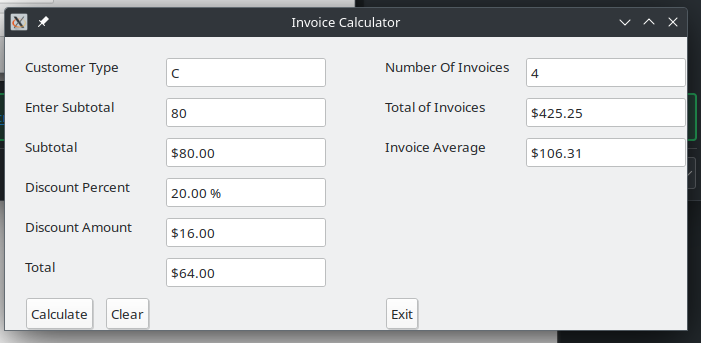 Invoice Calculator
Customer Type C
Number Of Invoices 4
Enter Subtotal 80
Total of Invoices $425.25
Subtotal $80.00
Invoice Average $106.31
Discount Percent 20.00 %
Discount Amount $16.00
Total $64.00
Calculate Clear Exit